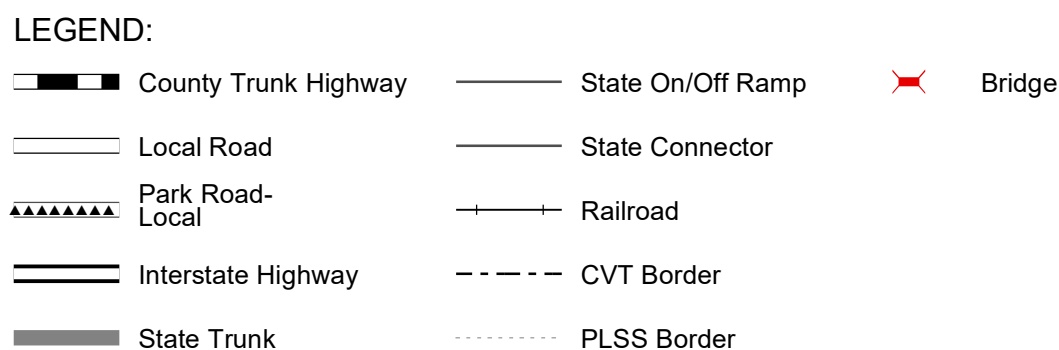 LEGEND:
County Trunk Highway
Local Road
Park Road-
Local
Interstate Highway
State Trunk
State On/Off Ramp
State Connector
Railroad
CVT Border
PLSS Border
Bridge